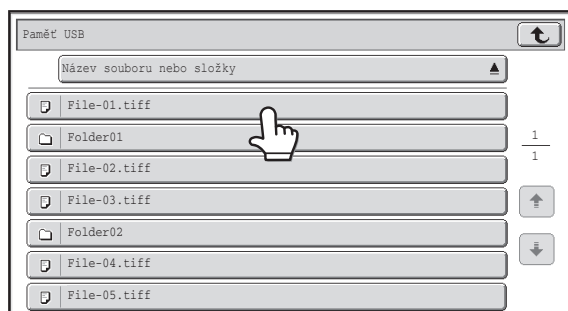 Paměť USB
Název souboru nebo složky
File-01.tiff
Folder01
1
1
File-02.tiff
File-03.tiff
Folder02
File-04.tiff
File-05.tiff